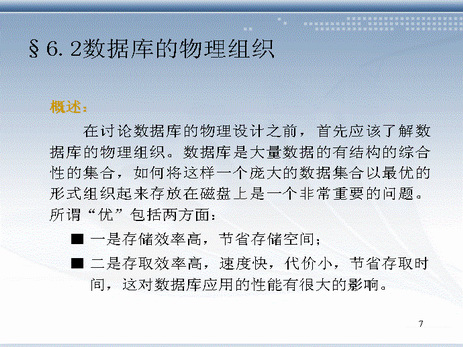 §6.2数据库的物理组织
概述：
在讨论数据库的物理设计之前，首先应该了解数
据库的物理组织。数据库是大量数据的有结构的综合
性的集合，如何将这样一个庞大的数据集合以最优的
形式组织起来存放在磁盘上是一个非常重要的问题。
所谓“优”包括两方面：
■ 一是存储效率高，节省存储空间；
■ 二是存取效率高，速度快，代价小，节省存取时
间，这对数据库应用的性能有很大的影响。
7